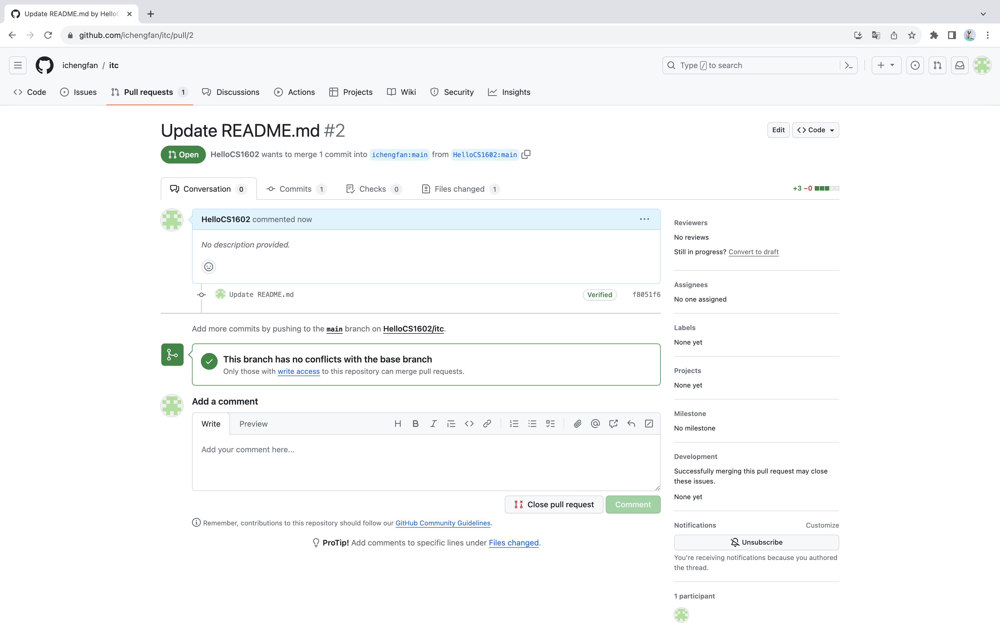 Update README.md by Hello
github.com/ichengfan/itc/pull/2
ichengfan / itc
Type / to search
Code
Issues
Pull requests 1
Discussions
Actions
Projects
Wiki
Security
Insights
Update README.md #2
Edit
<> Code
Open
HelloCS1602 wants to merge 1 commit into ichengfan:main from HelloCS1602:main
Conversation 0
Commits 1
Checks 0
Files changed 1
+3 −0
HelloCS1602 commented now
No description provided.
Update README.md
Verified
f8051f6
Add more commits by pushing to the main branch on HelloCS1602/itc.
This branch has no conflicts with the base branch
Only those with write access to this repository can merge pull requests.
Add a comment
Write
Preview
Add your comment here...
Close pull request
Comment
Remember, contributions to this repository should follow our GitHub Community Guidelines.
ProTip! Add comments to specific lines under Files changed.
Reviewers
No reviews
Still in progress? Convert to draft
Assignees
No one assigned
Labels
None yet
Projects
None yet
Milestone
No milestone
Development
Successfully merging this pull request may close
these issues.
None yet
Notifications
Customize
Unsubscribe
You’re receiving notifications because you authored
the thread.
1 participant